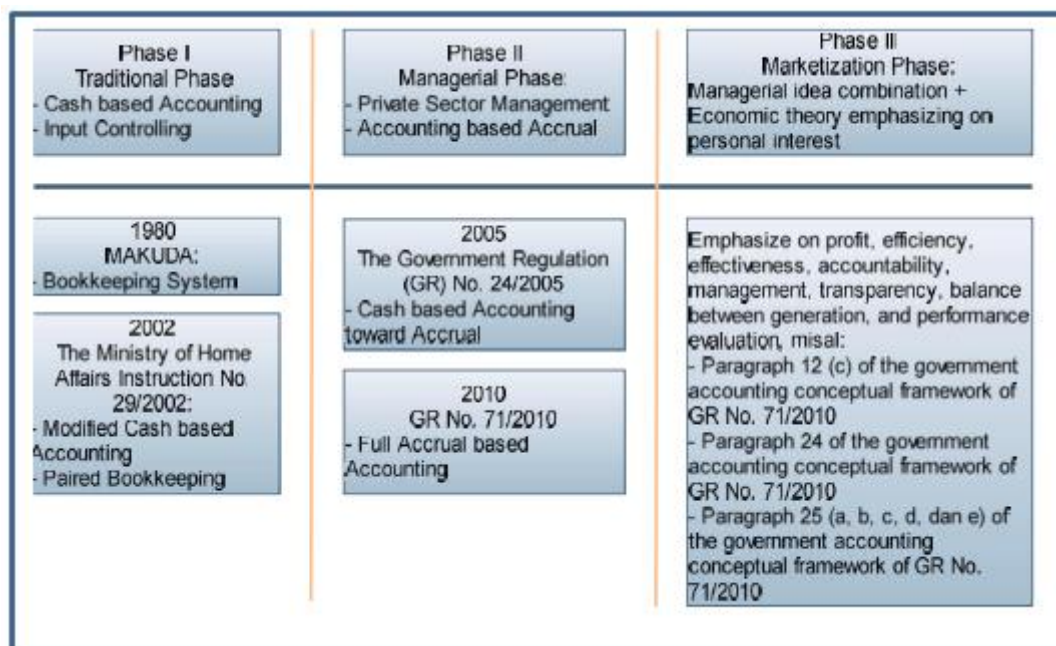 Phase I
Traditional Phase
- Cash based Accounting
- Input Controlling
Phase II
Managerial Phase:
- Private Sector Management
- Accounting based Accrual
Phase III
Marketization Phase:
Managerial idea combination +
Economic theory emphasizing on
personal interest
1980
MAKUDA:
- Bookkeeping System
2002
The Ministry of Home
Affairs Instruction No
29/2002:
- Modified Cash based
Accounting
- Paired Bookkeeping
2005
The Government Regulation
(GR) No. 24/2005
- Cash based Accounting
toward Accrual
2010
GR No. 71/2010
- Full Accrual based
Accounting
Emphasize on profit, efficiency,
effectiveness, accountability,
management, transparency, balance
between generation, and performance
evaluation, misal:
- Paragraph 12 (c) of the government
accounting conceptual framework of
GR No. 71/2010
- Paragraph 24 of the government
accounting conceptual framework of
GR No. 71/2010
- Paragraph 25 (a, b, c, d, dan e) of
the government accounting
conceptual framework of GR No.
71/2010